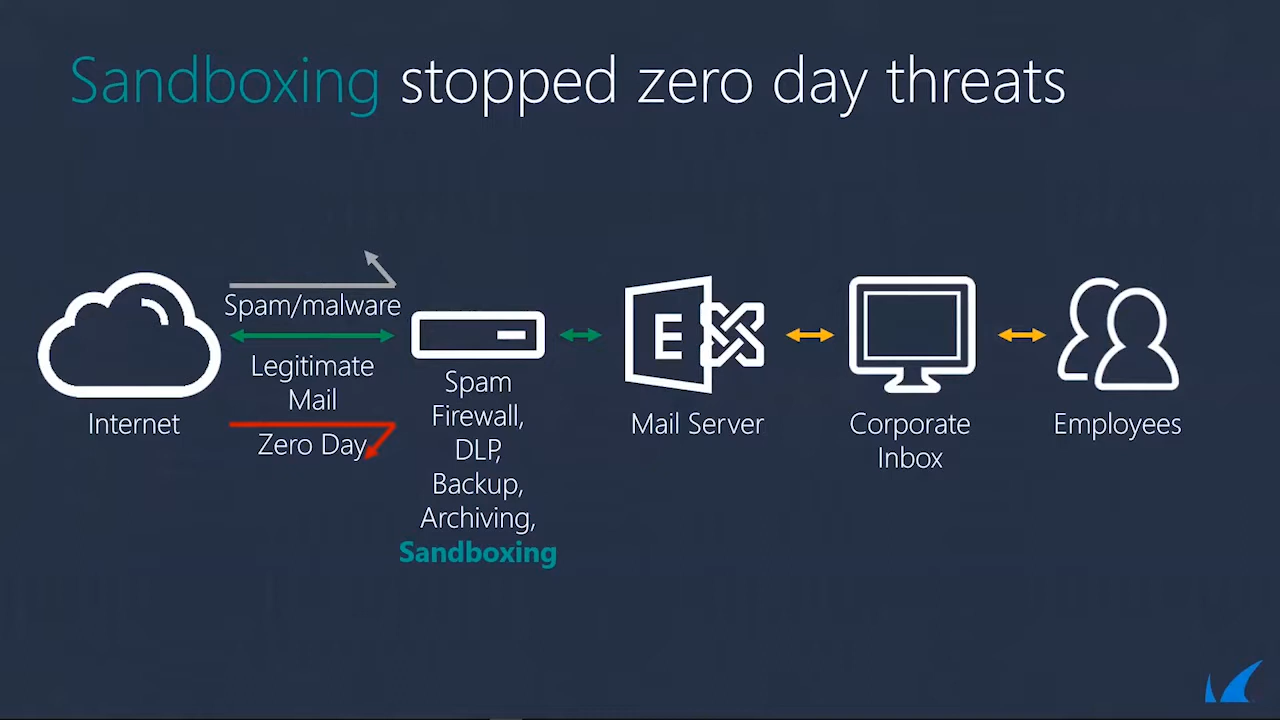 Sandboxing stopped zero day threats
Spam/malware
Legitimate
Mail
Zero Day
Internet
Spam
Firewall,
DLP,
Backup,
Archiving,
Sandboxing
E
Mail Server
Corporate
Inbox
Employees